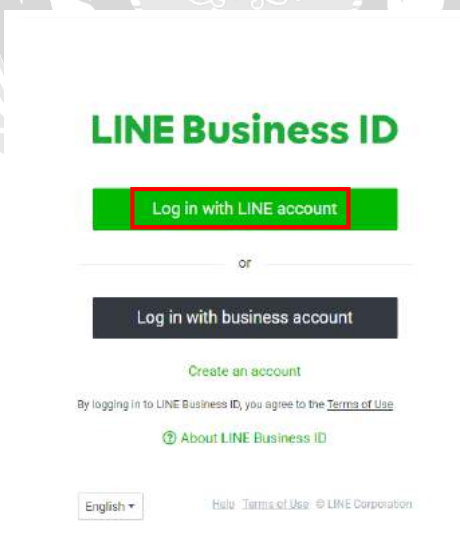 LINE Business ID
Log in with LINE account
or
Log in with business account
Create an account
By logging in to LINE Business ID, you agree to the Terms of Use.
? About LINE Business ID
English
Help Terms of Use © LINE Corporation